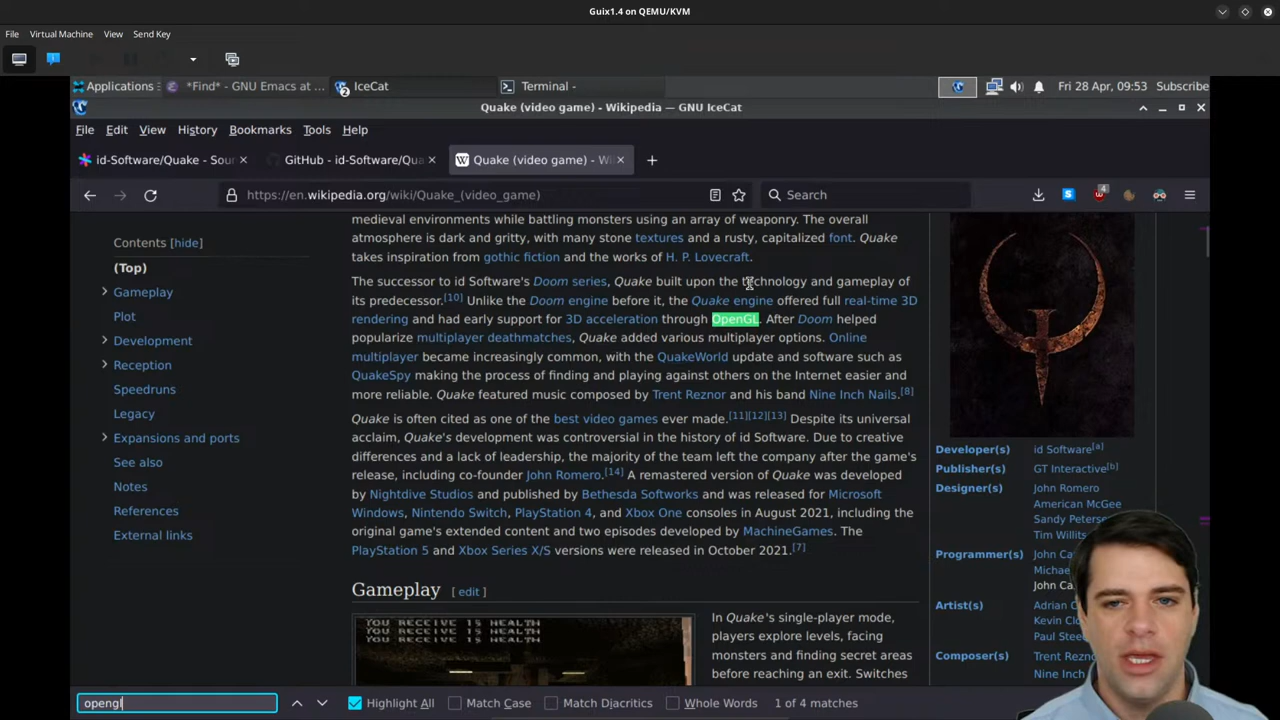 Guix1.4 on QEMU/KVM
File Virtual Machine View Send Key
Applications *Find* - GNU Emacs at ... IceCat Terminal - Fri 28 Apr, 09:53 Subscribe
2
Quake (video game) - Wikipedia — GNU IceCat
File Edit View History Bookmarks Tools Help
id-Software/Quake - Sour GitHub - id-Software/Qua W Quake (video game) - Wi
https://en.wikipedia.org/wiki/Quake_(video_game) Search S 4
Contents [hide]
(Top)
Gameplay
Plot
Development
Reception
Speedruns
Legacy
Expansions and ports
See also
Notes
References
External links
medieval environments while battling monsters using an array of weaponry. The overall
atmosphere is dark and gritty, with many stone textures and a rusty, capitalized font. Quake
takes inspiration from gothic fiction and the works of H. P. Lovecraft.
The successor to id Software's Doom series, Quake built upon the technology and gameplay of
its predecessor.[10] Unlike the Doom engine before it, the Quake engine offered full real-time 3D
rendering and had early support for 3D acceleration through OpenGL. After Doom helped
popularize multiplayer deathmatches, Quake added various multiplayer options. Online
multiplayer became increasingly common, with the QuakeWorld update and software such as
QuakeSpy making the process of finding and playing against others on the Internet easier and
more reliable. Quake featured music composed by Trent Reznor and his band Nine Inch Nails.[8]
Quake is often cited as one of the best video games ever made.[11][12][13] Despite its universal
acclaim, Quake's development was controversial in the history of id Software. Due to creative
differences and a lack of leadership, the majority of the team left the company after the game's
release, including co-founder John Romero.[14] A remastered version of Quake was developed
by Nightdive Studios and published by Bethesda Softworks and was released for Microsoft
Windows, Nintendo Switch, PlayStation 4, and Xbox One consoles in August 2021, including the
original game's extended content and two episodes developed by MachineGames. The
PlayStation 5 and Xbox Series X/S versions were released in October 2021.[7]
Gameplay [ edit ]
YOU RECEIVE 15 HEALTH
YOU RECEIVE 15 HEALTH
YOU RECEIVE 15 HEALTH
In Quake's single-player mode,
players explore levels, facing
monsters and finding secret areas
before reaching an exit. Switches
Developer(s) id Software[a]
Publisher(s) GT Interactive[b]
Designer(s) John Romero
American McGee
Sandy Peterse
Tim Willits
Programmer(s) John Ca
Michae
John Ca
Artist(s) Adrian C
Kevin Clo
Paul Stee
Composer(s) Trent Rezn
Nine Inch
opengl Highlight All Match Case Match Diacritics Whole Words 1 of 4 matches